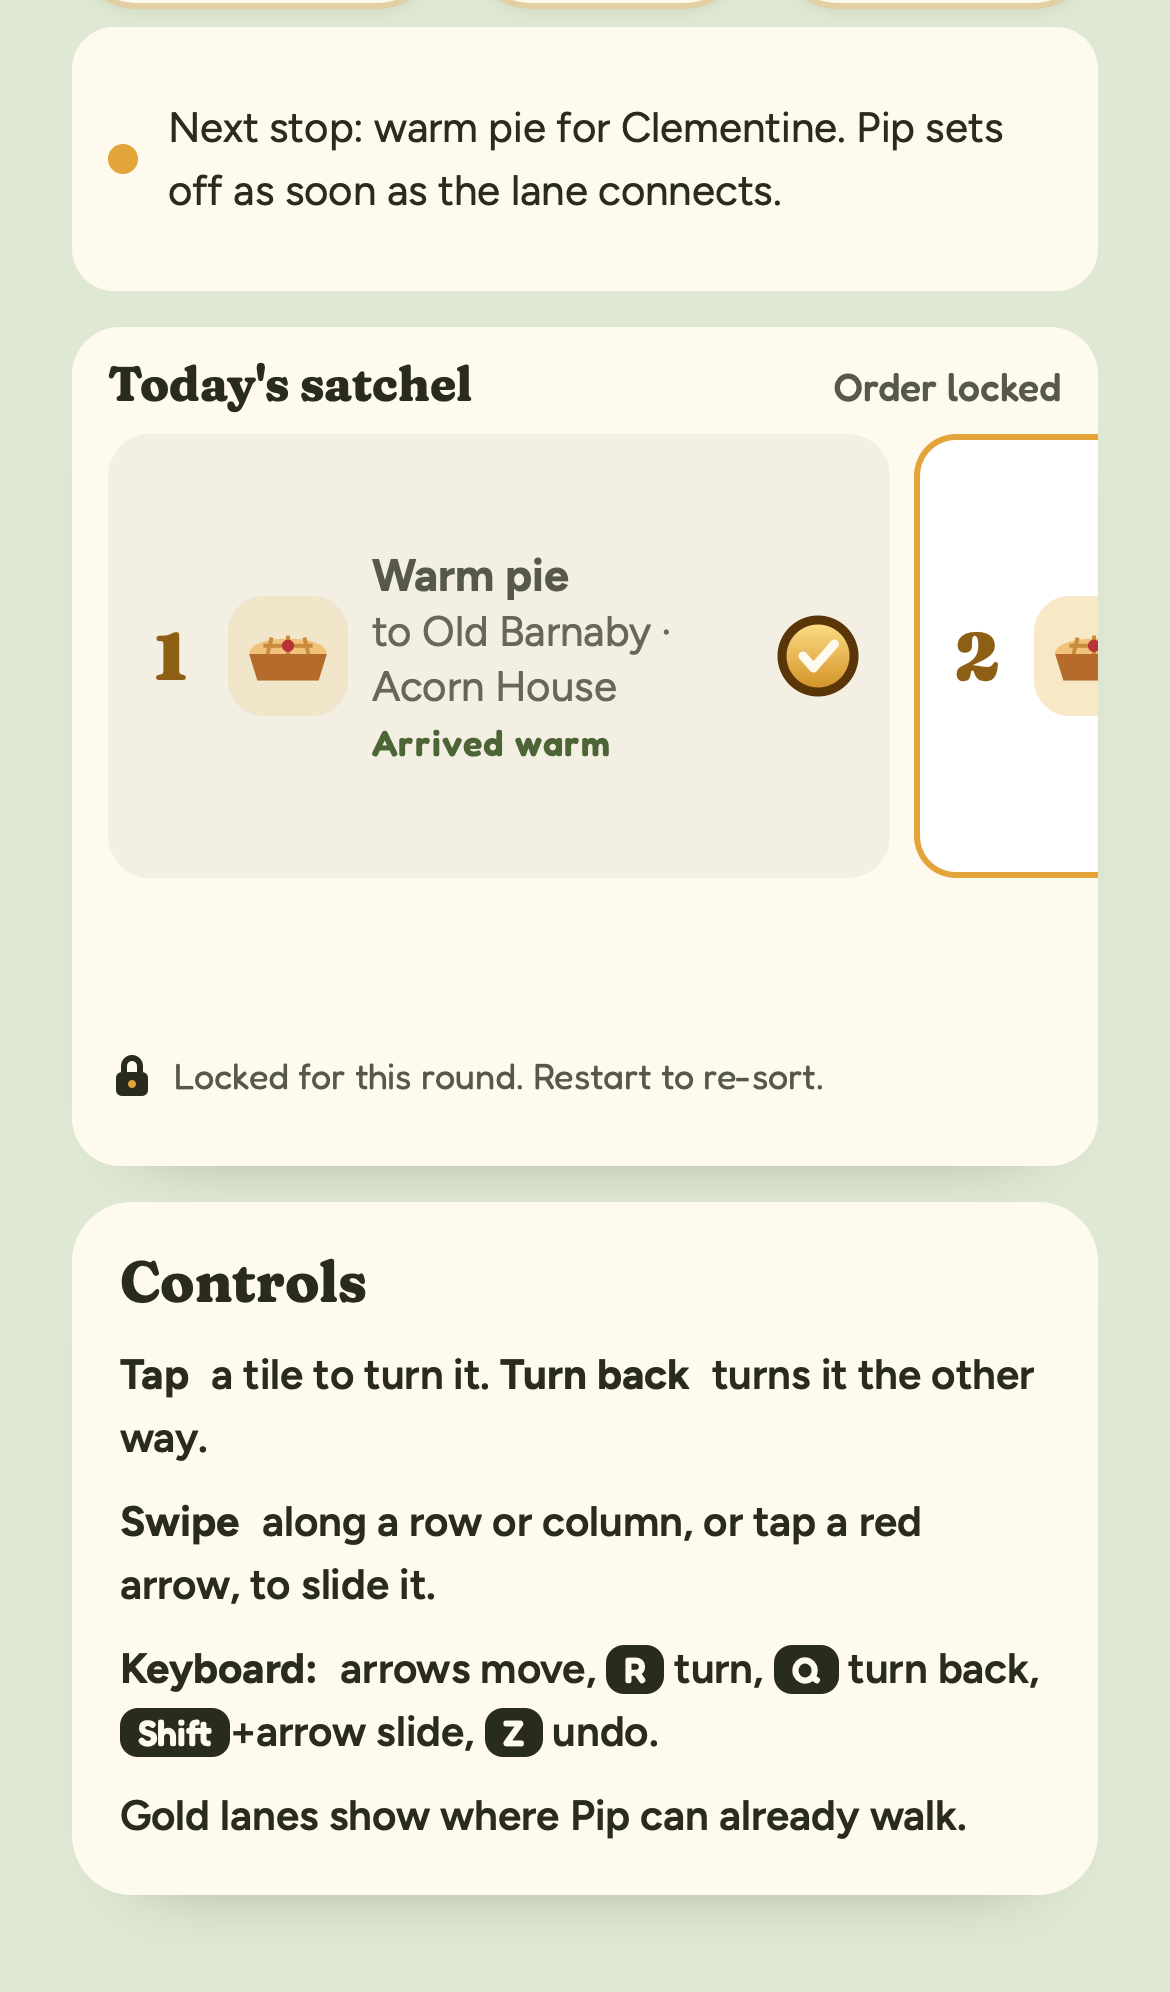 Next stop: warm pie for Clementine. Pip sets
off as soon as the lane connects.
Today's satchel
Order locked
1
Warm pie
to Old Barnaby ·
Acorn House
Arrived warm
2
Locked for this round. Restart to re-sort.
Controls
Tap a tile to turn it. Turn back turns it the other
way.
Swipe along a row or column, or tap a red
arrow, to slide it.
Keyboard: arrows move, R turn, Q turn back,
Shift+arrow slide, Z undo.
Gold lanes show where Pip can already walk.